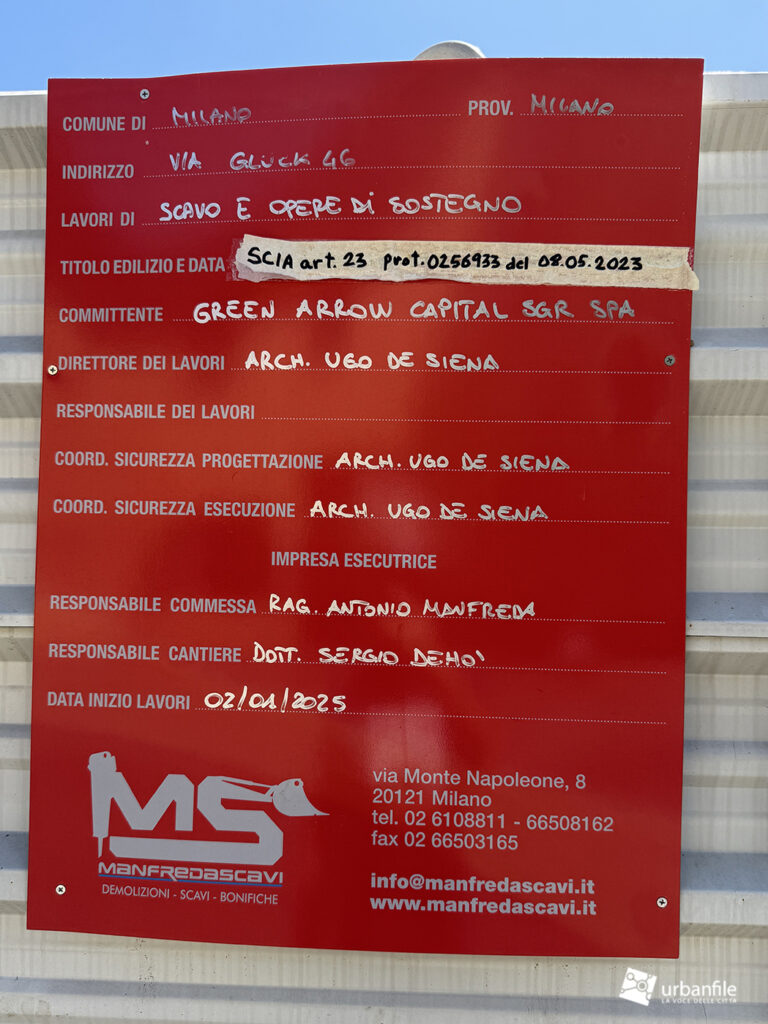 COMUNE DI MILANO PROV. MILANO
INDIRIZZO VIA GLUCK 46
LAVORI DI SCAVO E OPERE DI SOSTEGNO
TITOLO EDILIZIO E DATA SCIA art. 23 prot.0256933 del 08.05.2023
COMMITTENTE GREEN ARROW CAPITAL SGR SPA
DIRETTORE DEI LAVORI ARCH. UGO DE SIENA
RESPONSABILE DEI LAVORI
COORD. SICUREZZA PROGETTAZIONE ARCH. UGO DE SIENA
COORD. SICUREZZA ESECUZIONE ARCH. UGO DE SIENA
IMPRESA ESECUTRICE
RESPONSABILE COMMESSA RAG. ANTONIO MANFREDA
RESPONSABILE CANTIERE DOTT. SERGIO DEHO'
DATA INIZIO LAVORI 02/01/2025
MS
MANFREDASCAVI
DEMOLIZIONI - SCAVI - BONIFICHE
via Monte Napoleone, 8
20121 Milano
tel. 02 6108811 - 66508162
fax 02 66503165
info@manfredascavi.it
www.manfredascavi.it
urbanfile
LA VOCE DELLE CITTÀ